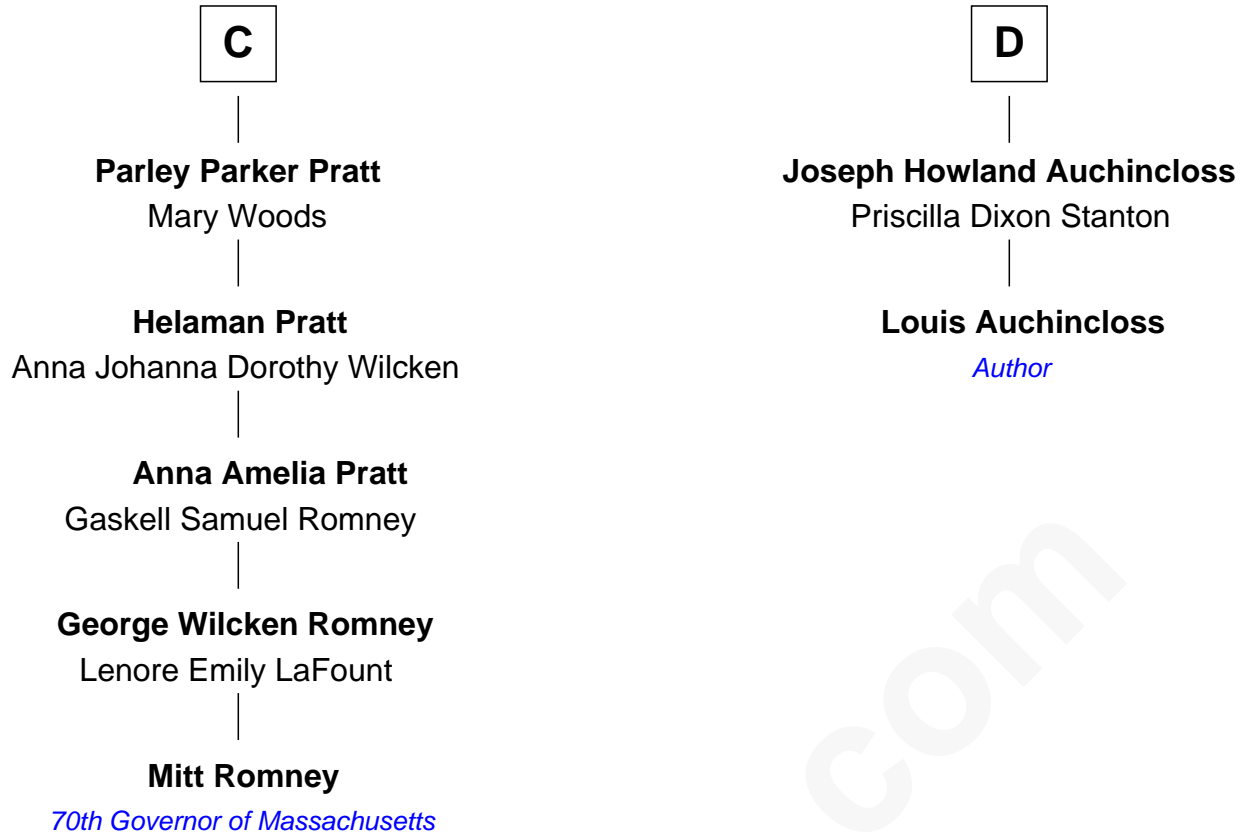 C
Parley Parker Pratt
Mary Woods
Helaman Pratt
Anna Johanna Dorothy Wilcken
Anna Amelia Pratt
Gaskell Samuel Romney
George Wilcken Romney
Lenore Emily LaFount
Mitt Romney
70th Governor of Massachusetts
D
Joseph Howland Auchincloss
Priscilla Dixon Stanton
Louis Auchincloss
Author
com